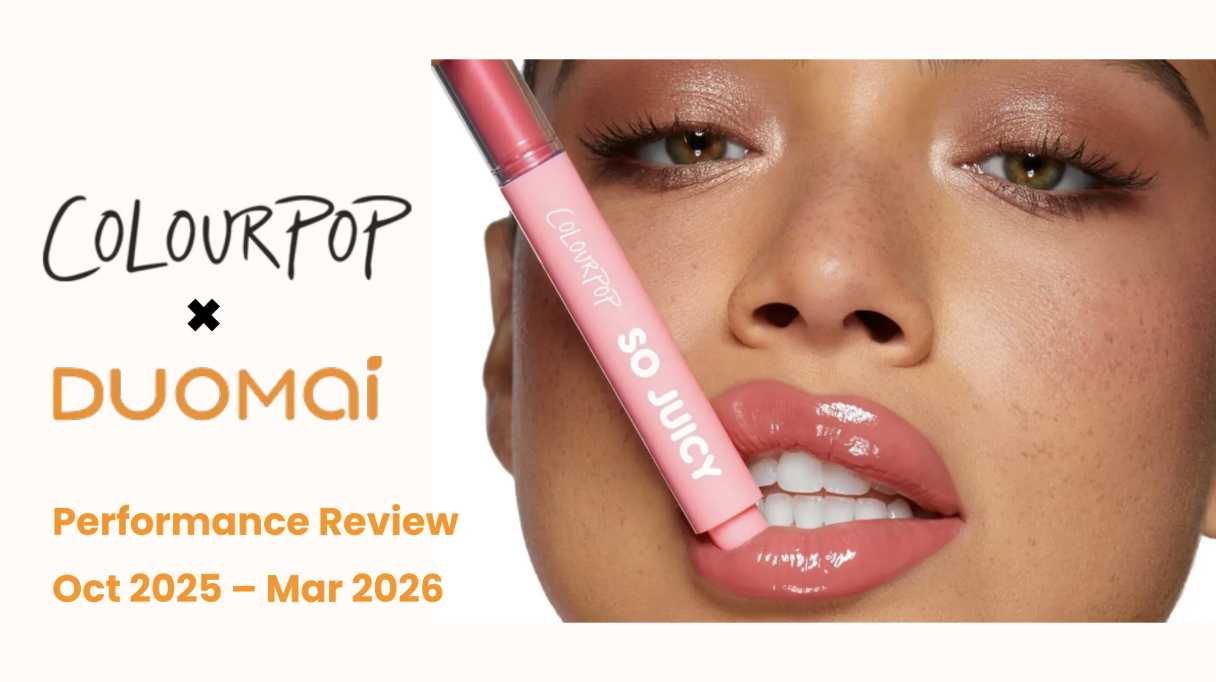 COLOURPOP
✖
DUOMAI
Performance Review
Oct 2025 – Mar 2026
COLOURPOP
SO JUICY